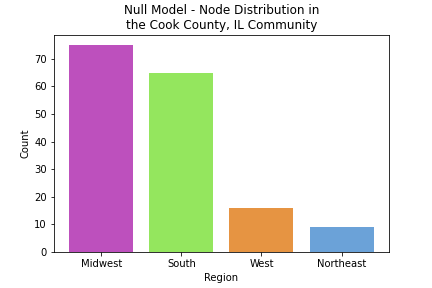 Null Model - Node Distribution in
the Cook County, IL Community
70
60
50
40
30
20
10
0
Count
Midwest South West Northeast
Region